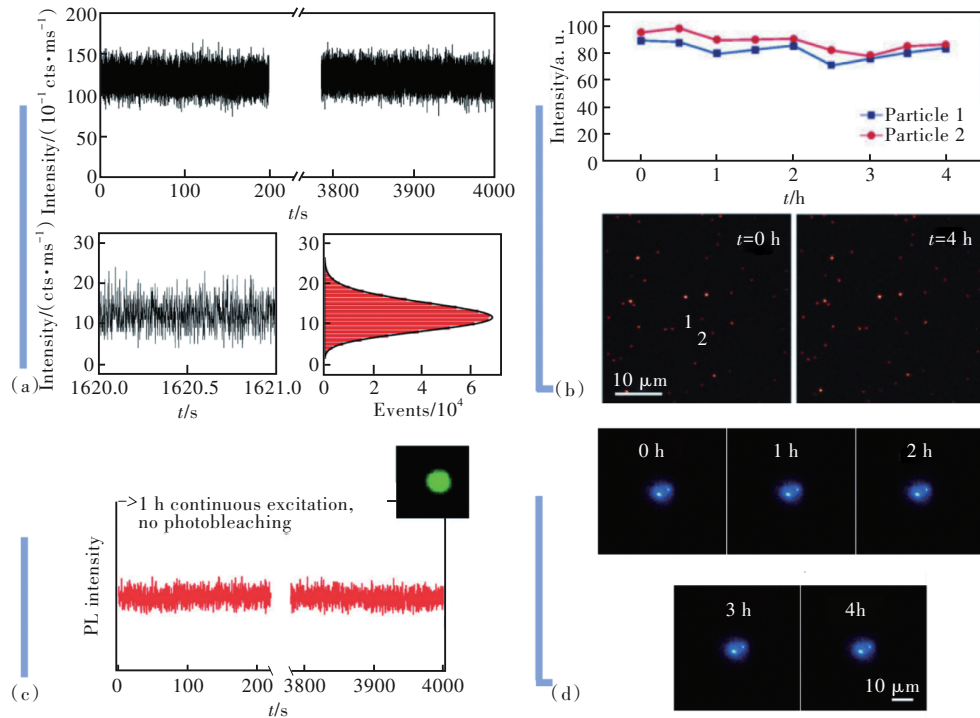 Intensity/(10⁻¹ cts·ms⁻¹)
200
150
100
50
0
0
100
200
3800
3900
4000
t/s
Intensity/(cts·ms⁻¹)
30
20
10
0
1620.0
1620.5
1621.0
t/s
30
20
10
0
0
2
4
6
Events/10⁴
(a)
Intensity/a. u.
100
80
60
40
20
0
Particle 1
Particle 2
0
1
2
3
4
t/h
t=0 h
t=4 h
1
2
10 μm
(b)
->1 h continuous excitation,
no photobleaching
PL intensity
0
100
200
3800
3900
4000
t/s
(c)
0 h
1 h
2 h
3 h
4h
10 μm
(d)